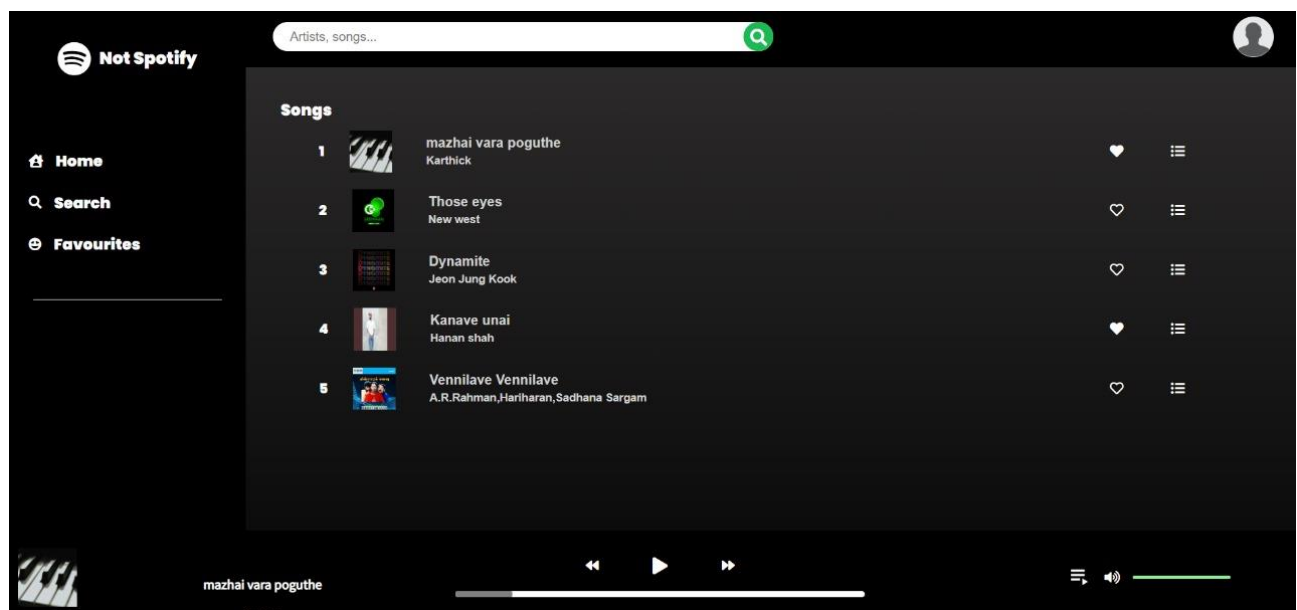 Not Spotify
Artists, songs...
Home
Search
Favourites
Songs
1
mazhai vara poguthe
Karthick
2
Those eyes
New west
3
Dynamite
Jeon Jung Kook
4
Kanave unai
Hanan shah
5
Vennilave Vennilave
A.R.Rahman,Hariharan,Sadhana Sargam
mazhai vara poguthe